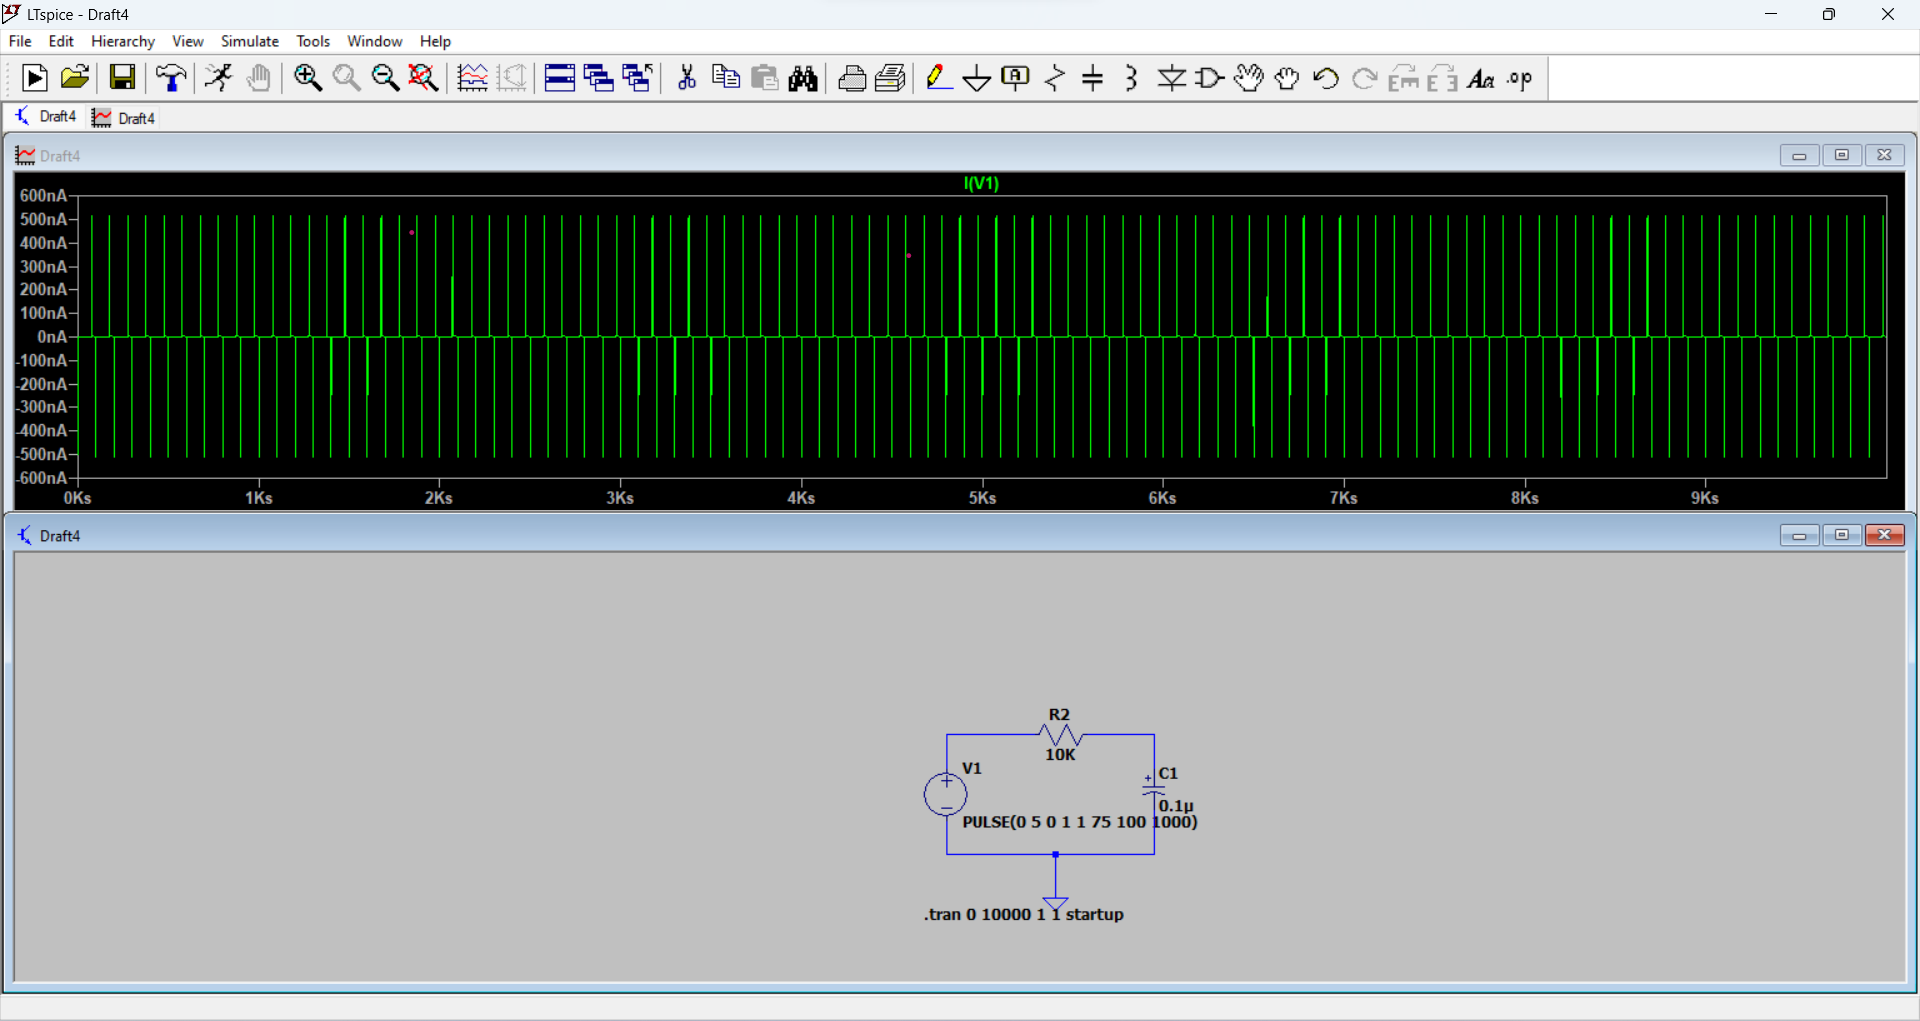 LTspice - Draft4
File Edit Hierarchy View Simulate Tools Window Help
A Aa .op
Draft4 Draft4
Draft4
I(V1)
600nA
500nA
400nA
300nA
200nA
100nA
0nA
-100nA
-200nA
-300nA
-400nA
-500nA
-600nA
0Ks 1Ks 2Ks 3Ks 4Ks 5Ks 6Ks 7Ks 8Ks 9Ks
Draft4
R2
10K
V1
C1
0.1µ
PULSE(0 5 0 1 1 75 100 1000)
.tran 0 10000 1 1 startup